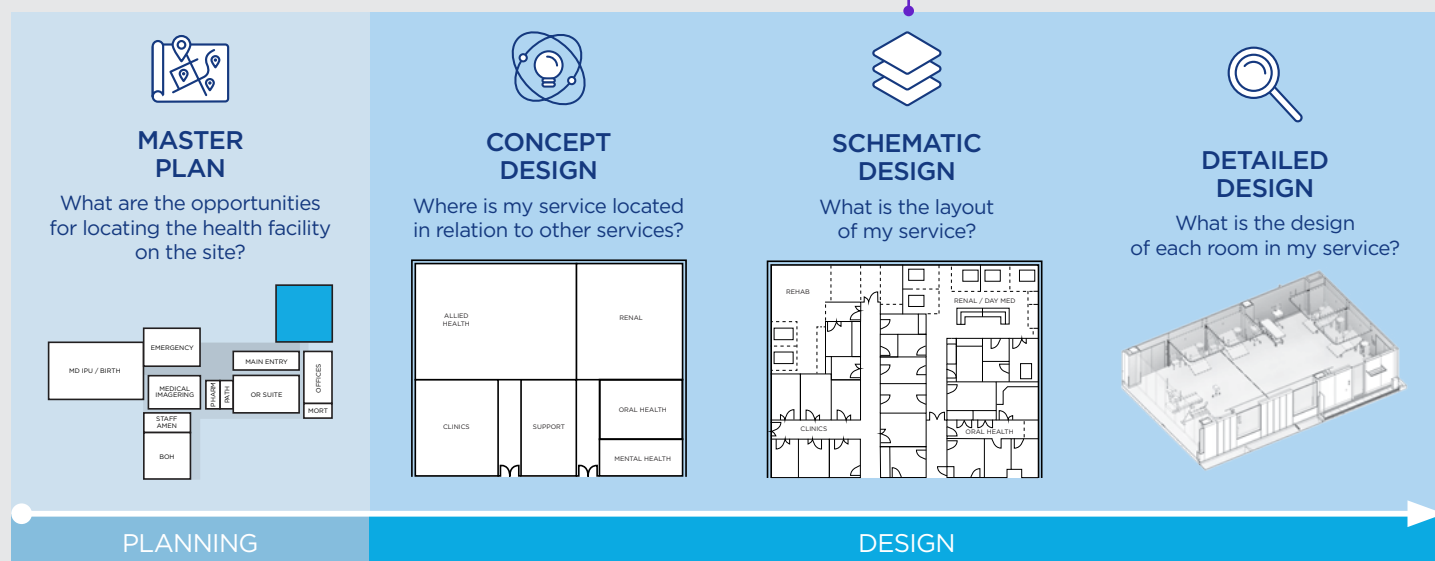 MASTER
PLAN
What are the opportunities
for locating the health facility
on the site?
MD IPU / BIRTH
EMERGENCY
MEDICAL
IMAGERING
STAFF
AMEN
BOH
PHARM
PATH
MAIN ENTRY
OR SUITE
OFFICES
MORT
CONCEPT
DESIGN
Where is my service located
in relation to other services?
ALLIED
HEALTH
RENAL
CLINICS
SUPPORT
ORAL HEALTH
MENTAL HEALTH
SCHEMATIC
DESIGN
What is the layout
of my service?
REHAB
RENAL / DAY MED
CLINICS
ORAL HEALTH
DETAILED
DESIGN
What is the design
of each room in my service?
PLANNING
DESIGN